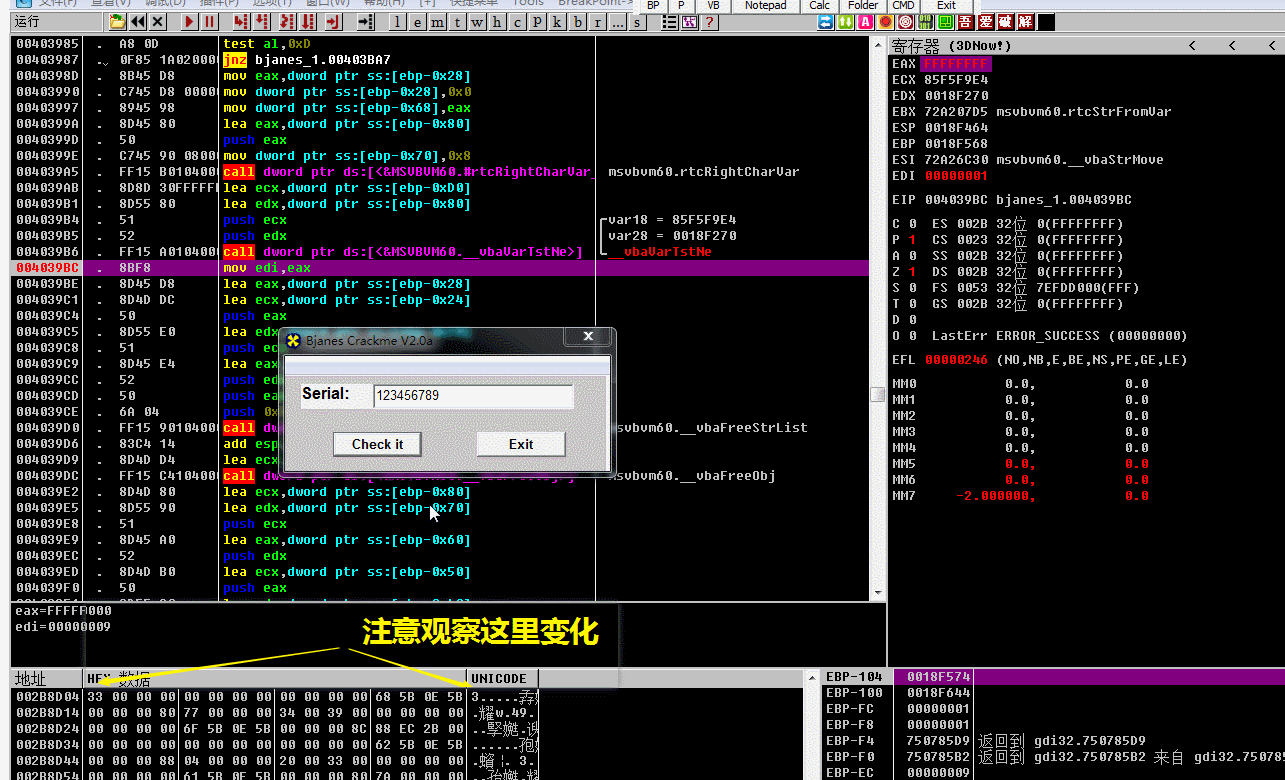 文件(F) 查看(V) 调试(D) 插件(P) 选项(T) 窗口(W) 帮助(H) [+] 快捷菜单 Tools BreakPoint-> BP P VB Notepad Calc Folder CMD Exit
运行 l e m t w h c p k b r ... s ? 吾 爱 破 解
00403985 . A8 0D test al,0xD
00403987 .. 0F85 1A02000 jnz bjanes_1.00403BA7
0040398D . 8B45 D8 mov eax,dword ptr ss:[ebp-0x28]
00403990 . C745 D8 0000 mov dword ptr ss:[ebp-0x28],0x0
00403997 . 8945 98 mov dword ptr ss:[ebp-0x68],eax
0040399A . 8D45 80 lea eax,dword ptr ss:[ebp-0x80]
0040399D . 50 push eax
0040399E . C745 90 0800 mov dword ptr ss:[ebp-0x70],0x8
004039A5 . FF15 B0104000 call dword ptr ds:[<&MSVBVM60.#rtcRightCharVar_ msvbvm60.rtcRightCharVar
004039AB . 8D8D 30FFFFFF lea ecx,dword ptr ss:[ebp-0xD0]
004039B1 . 8D55 80 lea edx,dword ptr ss:[ebp-0x80]
004039B4 . 51 push ecx var18 = 85F5F9E4
004039B5 . 52 push edx var28 = 0018F270
004039B6 . FF15 A0104000 call dword ptr ds:[<&MSVBVM60.__vbaVarTstNe>] __vbaVarTstNe
004039BC . 8BF8 mov edi,eax
004039BE . 8D45 D8 lea eax,dword ptr ss:[ebp-0x28]
004039C1 . 8D4D DC lea ecx,dword ptr ss:[ebp-0x24]
004039C4 . 50 push eax
004039C5 . 8D55 E0 lea edx
004039C8 . 51 push ec
004039C9 . 8D45 E4 lea eax
004039CC . 52 push ed
004039CD . 50 push ea
004039CE . 6A 04 push 0x
004039D0 . FF15 90104000 call dw msvbvm60.__vbaFreeStrList
004039D6 . 83C4 14 add esp
004039D9 . 8D4D D4 lea ecx
004039DC . FF15 C4104000 call dw msvbvm60.__vbaFreeObj
004039E2 . 8D4D 80 lea ecx,dword ptr ss:[ebp-0x80]
004039E5 . 8D55 90 lea edx,dword ptr ss:[ebp-0x70]
004039E8 . 51 push ecx
004039E9 . 8D45 A0 lea eax,dword ptr ss:[ebp-0x60]
004039EC . 52 push edx
004039ED . 8D4D B0 lea ecx,dword ptr ss:[ebp-0x50]
004039F0 . 50 push eax
Bjanes Crackme V2.0a
Serial: 123456789
Check it Exit
eax=FFFFF000
edi=00000009
注意观察这里变化
寄存器 (3DNow!) < < <
EAX FFFFFFFF
ECX 85F5F9E4
EDX 0018F270
EBX 72A207D5 msvbvm60.rtcStrFromVar
ESP 0018F464
EBP 0018F568
ESI 72A26C30 msvbvm60.__vbaStrMove
EDI 00000001
EIP 004039BC bjanes_1.004039BC
C 0 ES 002B 32位 0(FFFFFFFF)
P 1 CS 0023 32位 0(FFFFFFFF)
A 0 SS 002B 32位 0(FFFFFFFF)
Z 1 DS 002B 32位 0(FFFFFFFF)
S 0 FS 0053 32位 7EFDD000(FFF)
T 0 GS 002B 32位 0(FFFFFFFF)
D 0
O 0 LastErr ERROR_SUCCESS (00000000)
EFL 00000246 (NO,NB,E,BE,NS,PE,GE,LE)
MM0 0.0, 0.0
MM1 0.0, 0.0
MM2 0.0, 0.0
MM3 0.0, 0.0
MM4 0.0, 0.0
MM5 0.0, 0.0
MM6 0.0, 0.0
MM7 -2.000000, 0.0
地址 HEX 数据 UNICODE
002B8D04 33 00 00 00 00 00 00 00 00 00 00 00 68 5B 0E 5B
002B8D14 00 00 00 80 77 00 00 00 34 00 39 00 00 00 00 00
002B8D24 00 00 00 00 6F 5B 0E 5B 00 00 00 8C 88 EC 2B 00
002B8D34 00 00 00 00 00 00 00 00 00 00 00 00 62 5B 0E 5B
002B8D44 00 00 00 88 04 00 00 00 20 00 33 00 00 00 00 00
002B8D54 00 00 00 00 61 5B 0E 5B 00 00 00 80 7A 00 00 00
EBP-104 0018F574
EBP-100 0018F644
EBP-FC 00000001
EBP-F8 00000001
EBP-F4 750785D9 返回到 gdi32.750785D9
EBP-F0 750785B2 返回到 gdi32.750785B2 来自 gdi32.75078
EBP-EC 00000009